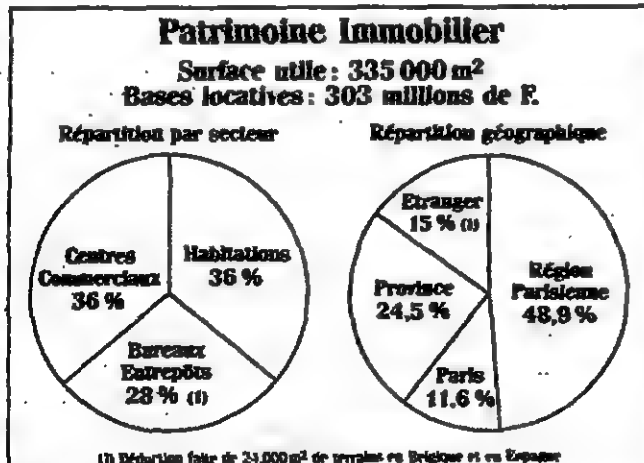 Patrimoine Immobilier
Surface utile : 335 000 m²
Bases locatives : 303 millions de F.
Répartition par secteur
Centres
Commerciaux
36 %
Habitations
36 %
Bureaux
Entrepôts
28 % (1)
Répartition géographique
Etranger
15 % (1)
Province
24,5 %
Région
Parisienne
48,9 %
Paris
11.6 %
(1) Déduction faite de 21.000 m² de terrains en Belgique et en Espagne